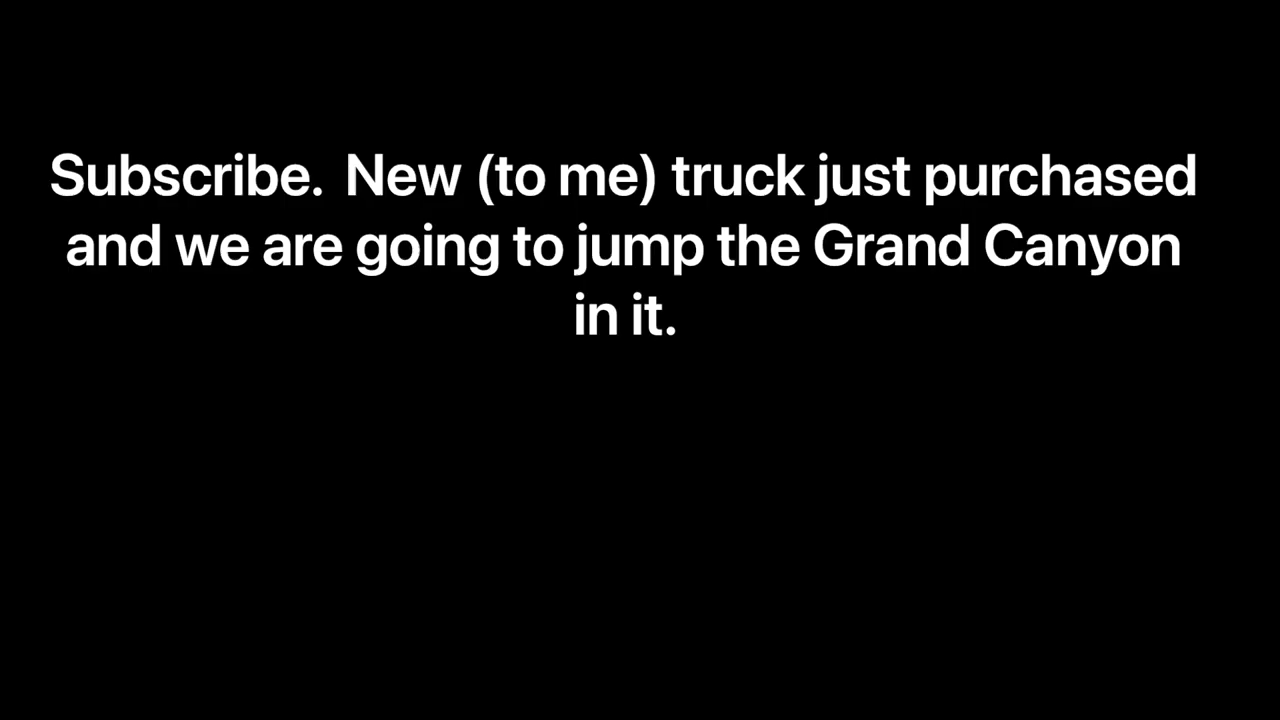 Subscribe.  New (to me) truck just purchased
and we are going to jump the Grand Canyon
in it.